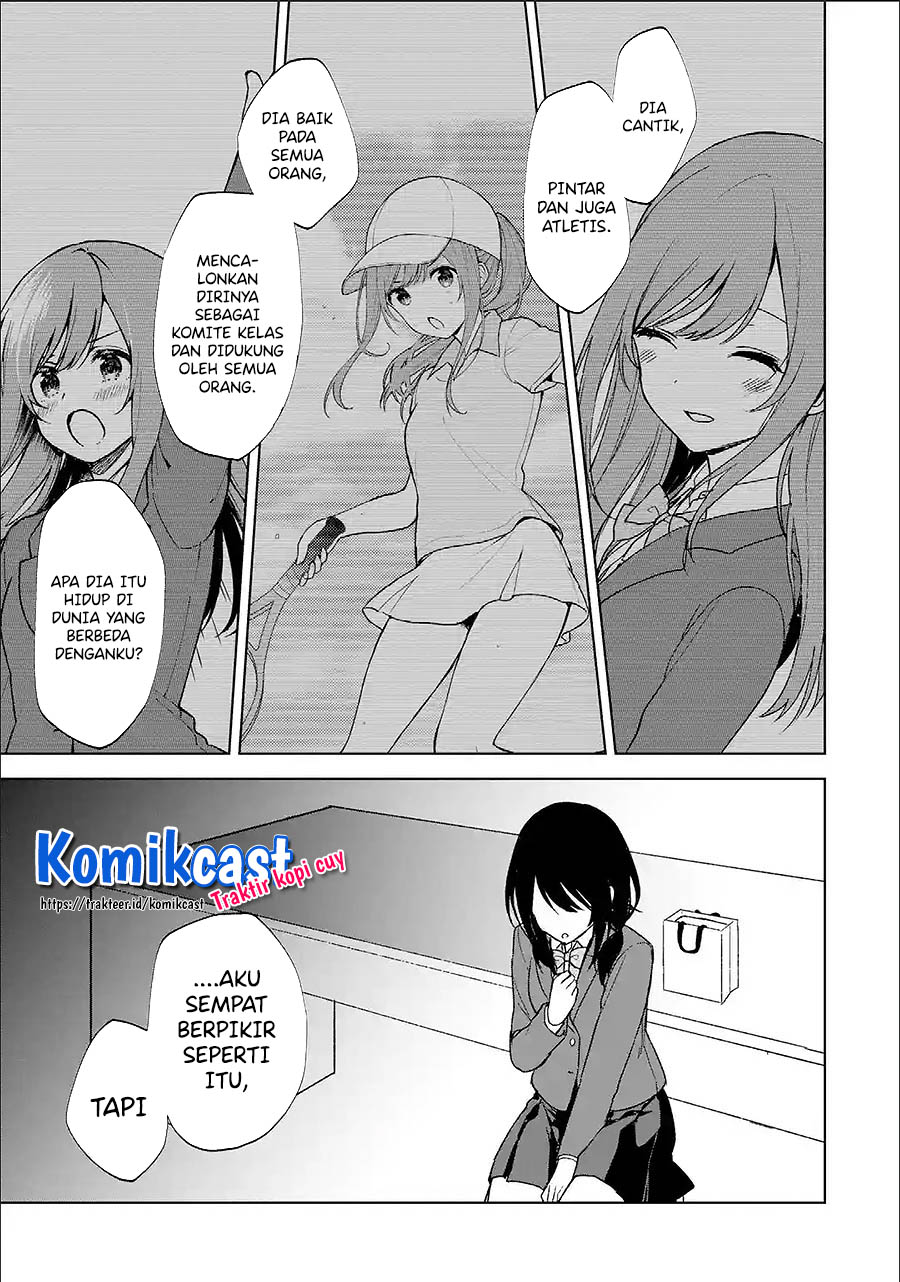 DIA
CANTIK,
PINTAR
DAN JUGA
ATLETIS.
DIA BAIK
PADA
SEMUA
ORANG,
MENCA-
LONKAN
DIRINYA
SEBAGAI
KOMITE KELAS
DAN DIDUKUNG
OLEH SEMUA
ORANG.
APA DIA ITU
HIDUP DI
DUNIA YANG
BERBEDA
DENGANKU?
Komikcast
Traktir kopi cuy
https://trakteer.id/komikcast
....AKU
SEMPAT
BERPIKIR
SEPERTI
ITU,
TAPI